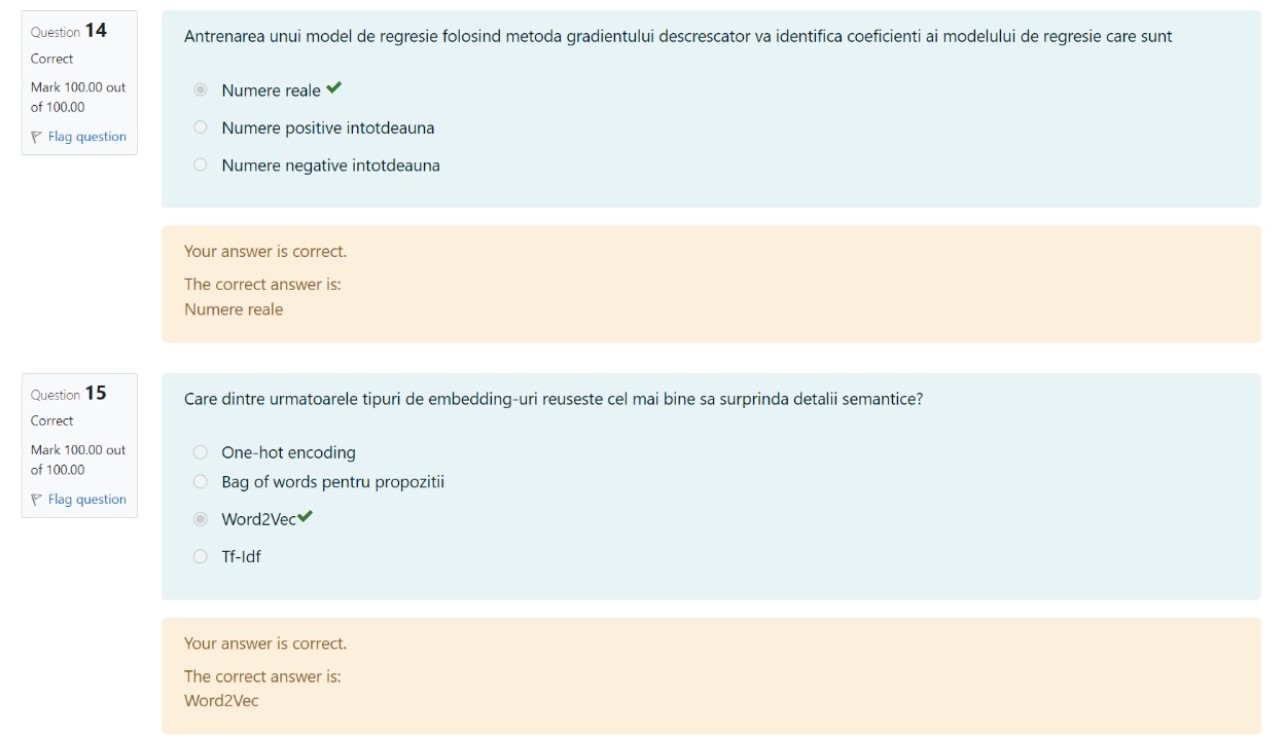 Question 14
Correct
Mark 100.00 out
of 100.00
Flag question
Antrenarea unui model de regresie folosind metoda gradientului descrescator va identifica coeficienti ai modelului de regresie care sunt
Numere reale
Numere positive intotdeauna
Numere negative intotdeauna
Your answer is correct.
The correct answer is:
Numere reale
Question 15
Correct
Mark 100.00 out
of 100.00
Flag question
Care dintre urmatoarele tipuri de embedding-uri reuseste cel mai bine sa surprinda detalii semantice?
One-hot encoding
Bag of words pentru propozitii
Word2Vec
Tf-Idf
Your answer is correct.
The correct answer is:
Word2Vec